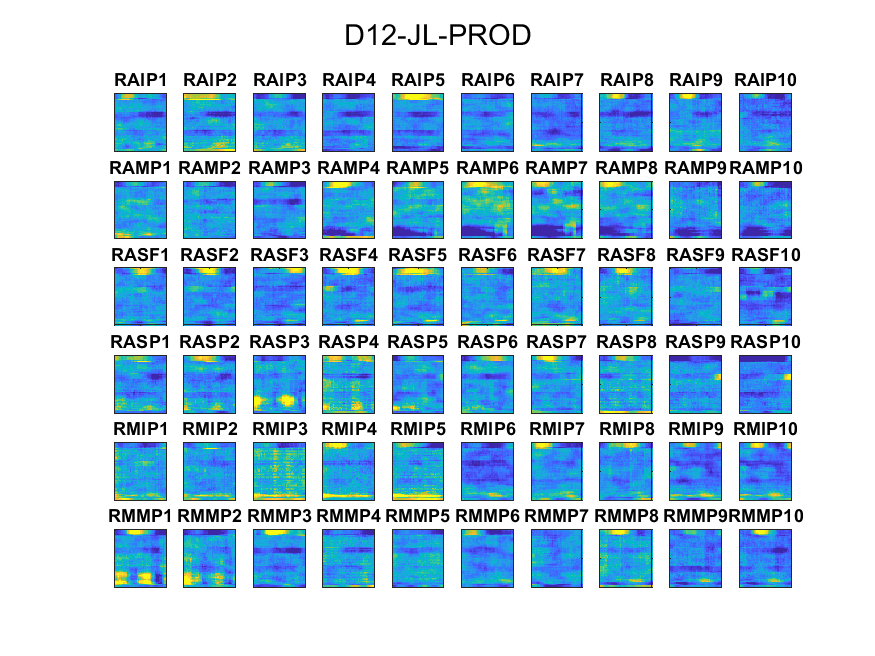 D12-JL-PROD
RAIP1 RAIP2 RAIP3 RAIP4 RAIP5 RAIP6 RAIP7 RAIP8 RAIP9 RAIP10
RAMP1 RAMP2 RAMP3 RAMP4 RAMP5 RAMP6 RAMP7 RAMP8 RAMP9 RAMP10
RASF1 RASF2 RASF3 RASF4 RASF5 RASF6 RASF7 RASF8 RASF9 RASF10
RASP1 RASP2 RASP3 RASP4 RASP5 RASP6 RASP7 RASP8 RASP9 RASP10
RMIP1 RMIP2 RMIP3 RMIP4 RMIP5 RMIP6 RMIP7 RMIP8 RMIP9 RMIP10
RMMP1 RMMP2 RMMP3 RMMP4 RMMP5 RMMP6 RMMP7 RMMP8 RMMP9 RMMP10